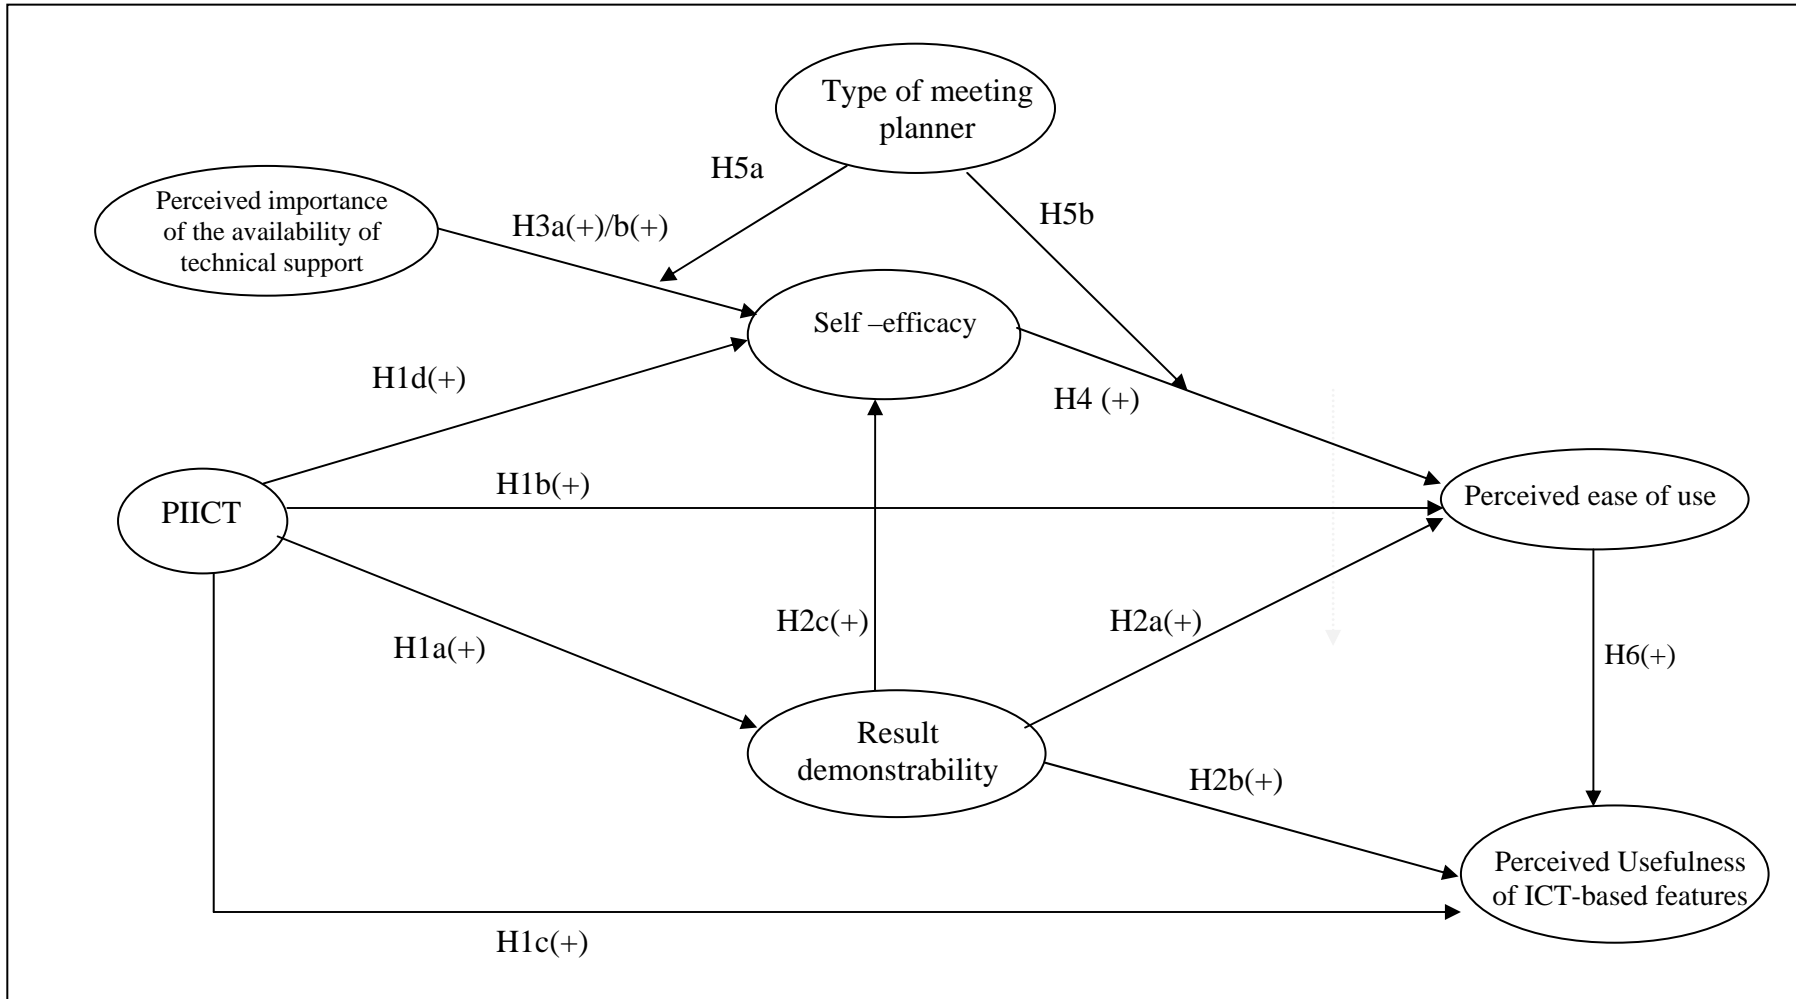 Type of meeting
planner
H5a
Perceived importance
of the availability of
technical support
H3a(+)/b(+)
H5b
Self –efficacy
H1d(+)
H4 (+)
H1b(+)
Perceived ease of use
PIICT
H2c(+)
H2a(+)
H1a(+)
H6(+)
Result
demonstrability
H2b(+)
Perceived Usefulness
of ICT-based features
H1c(+)